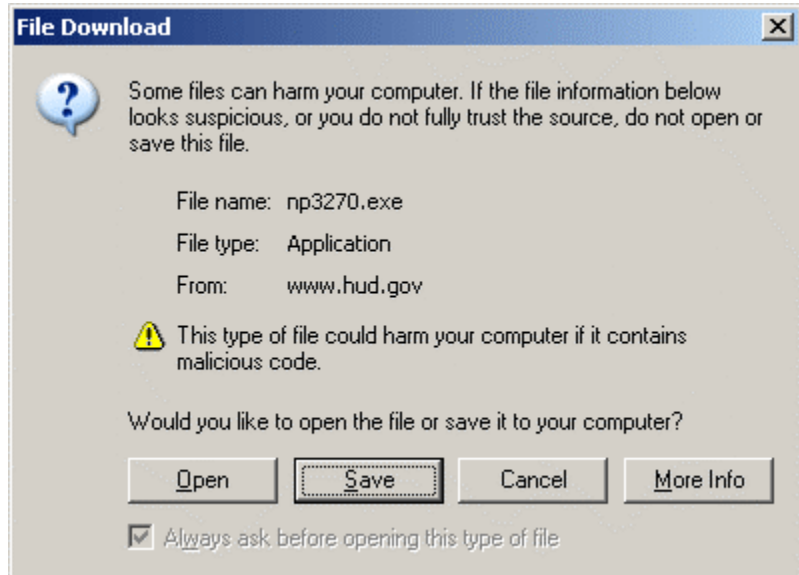 File Download
Some files can harm your computer. If the file information below
looks suspicious, or you do not fully trust the source, do not open or
save this file.
File name: np3270.exe
File type: Application
From: www.hud.gov
This type of file could harm your computer if it contains
malicious code.
Would you like to open the file or save it to your computer?
Open Save Cancel More Info
Always ask before opening this type of file